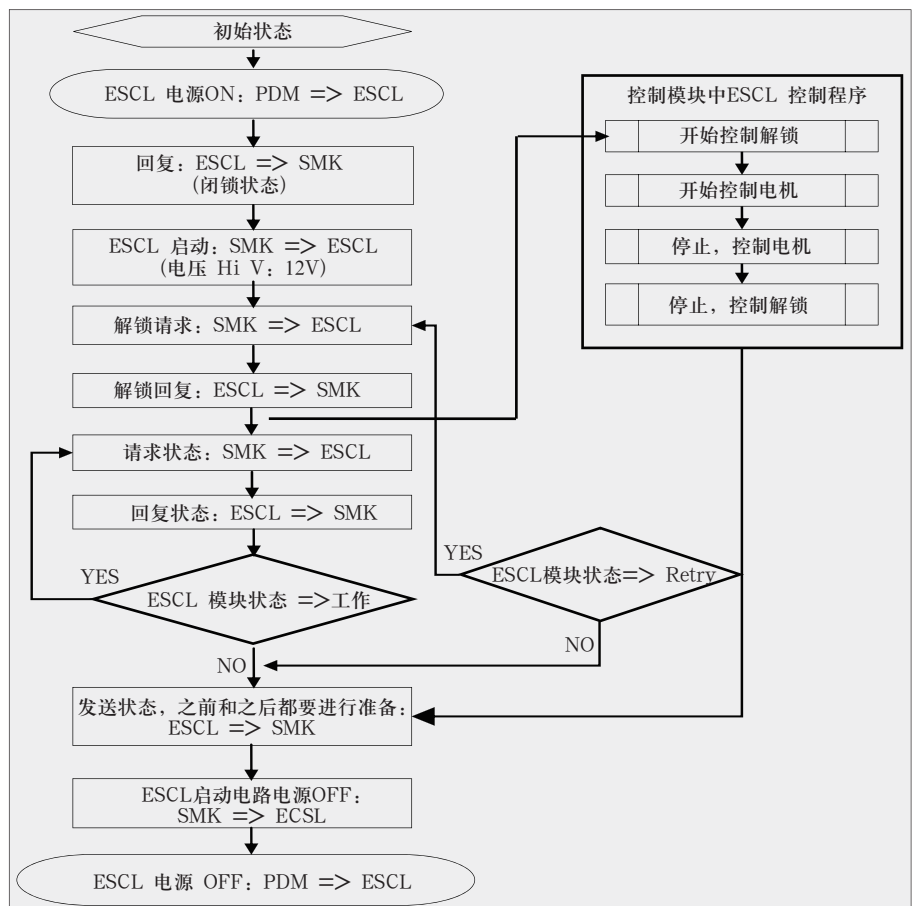 初始状态
ESCL 电源ON：PDM => ESCL
回复：ESCL => SMK
(闭锁状态)
ESCL 启动：SMK => ESCL
(电压 Hi V：12V)
解锁请求：SMK => ESCL
解锁回复：ESCL => SMK
请求状态：SMK => ESCL
回复状态：ESCL => SMK
YES
ESCL 模块状态 =>工作
NO
发送状态，之前和之后都要进行准备：
ESCL => SMK
ESCL启动电路电源OFF：
SMK => ECSL
ESCL 电源 OFF：PDM => ESCL
YES
ESCL模块状态=> Retry
NO
控制模块中ESCL 控制程序
开始控制解锁
开始控制电机
停止，控制电机
停止，控制解锁